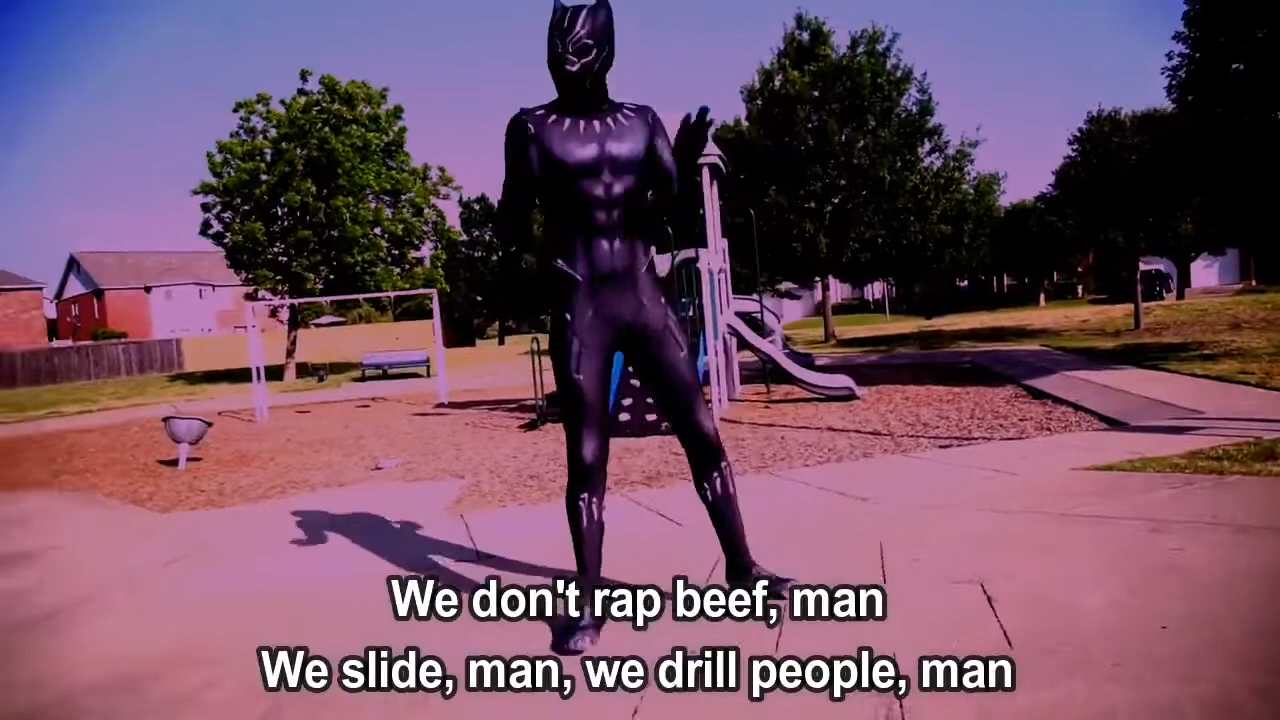 We don't rap beef, man
We slide, man, we drill people, man